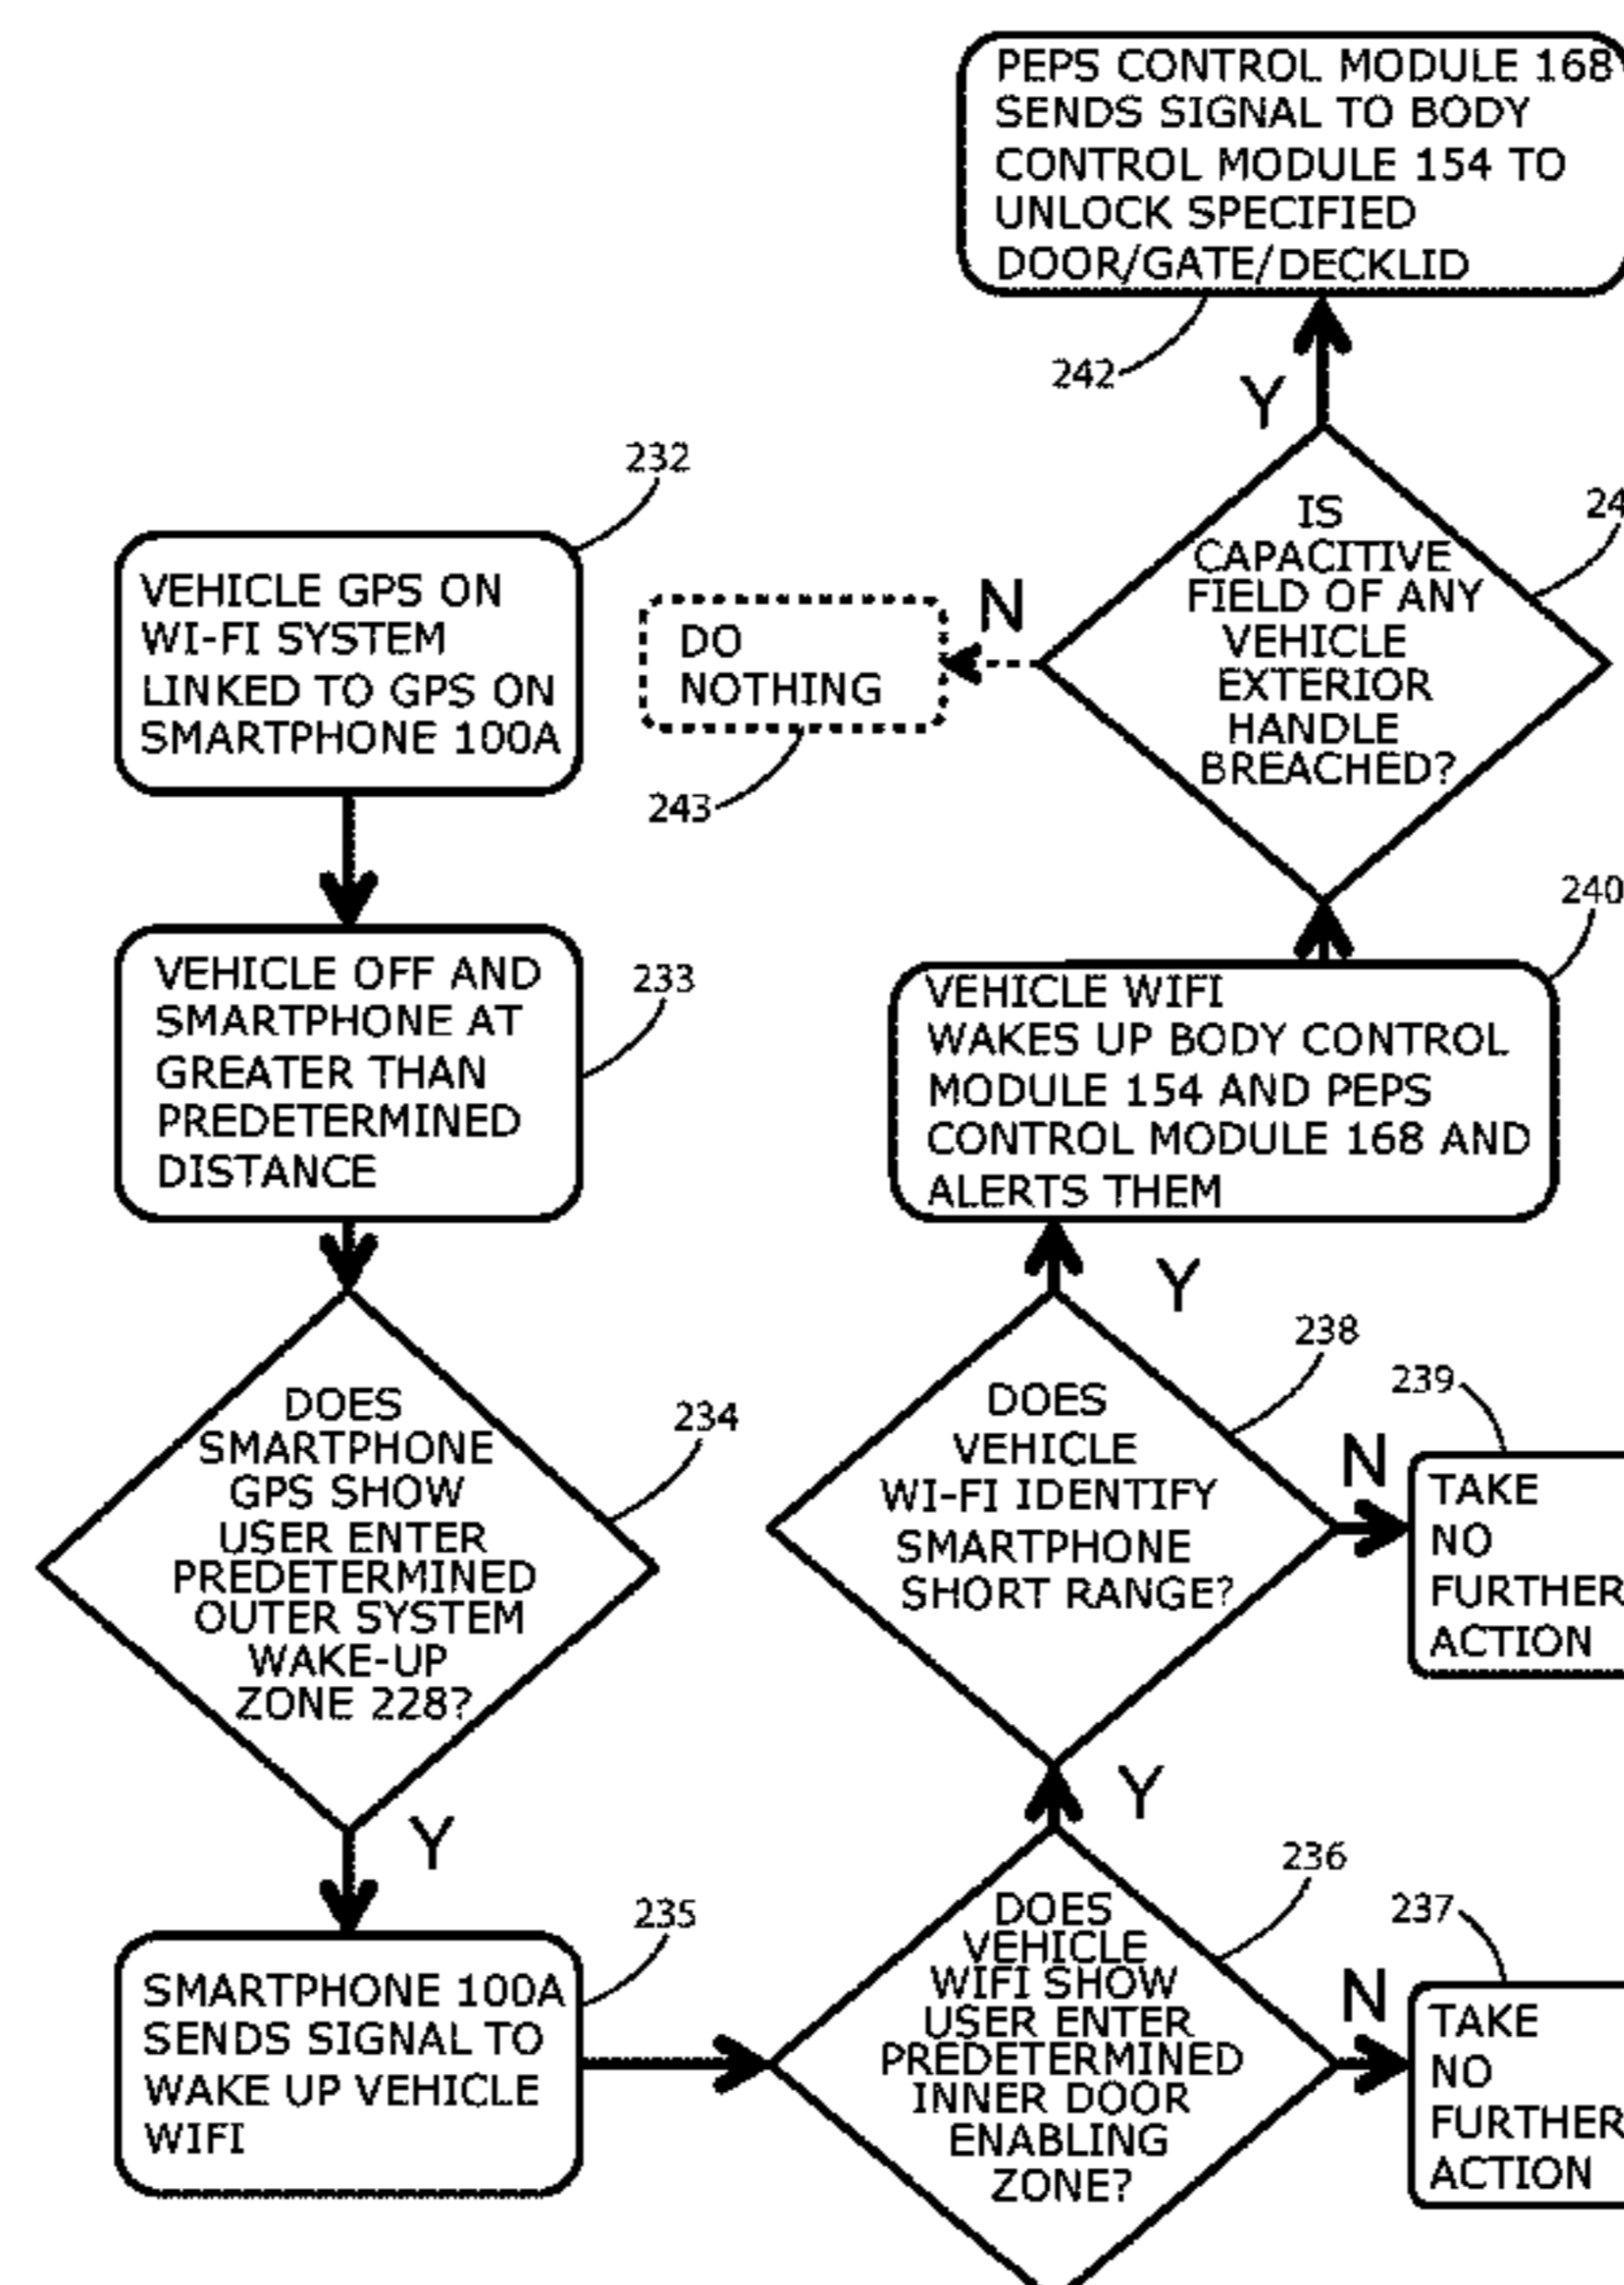 232
VEHICLE GPS ON
WI-FI SYSTEM
LINKED TO GPS ON
SMARTPHONE 100A
VEHICLE OFF AND
SMARTPHONE AT
GREATER THAN
PREDETERMINED
DISTANCE
233
DOES
SMARTPHONE
GPS SHOW
USER ENTER
PREDETERMINED
OUTER SYSTEM
WAKE-UP
ZONE 228?
234
Y
SMARTPHONE 100A
SENDS SIGNAL TO
WAKE UP VEHICLE
WIFI
235
DOES
VEHICLE
WIFI SHOW
USER ENTER
PREDETERMINED
INNER DOOR
ENABLING
ZONE?
236
N
237
TAKE
NO
FURTHER
ACTION
Y
DOES
VEHICLE
WI-FI IDENTIFY
SMARTPHONE
SHORT RANGE?
238
N
239
TAKE
NO
FURTHER
ACTION
Y
VEHICLE WIFI
WAKES UP BODY CONTROL
MODULE 154 AND PEPS
CONTROL MODULE 168 AND
ALERTS THEM
240
IS
CAPACITIVE
FIELD OF ANY
VEHICLE
EXTERIOR
HANDLE
BREACHED?
N
DO
NOTHING
243
Y
PEPS CONTROL MODULE 168
SENDS SIGNAL TO BODY
CONTROL MODULE 154 TO
UNLOCK SPECIFIED
DOOR/GATE/DECKLID
242